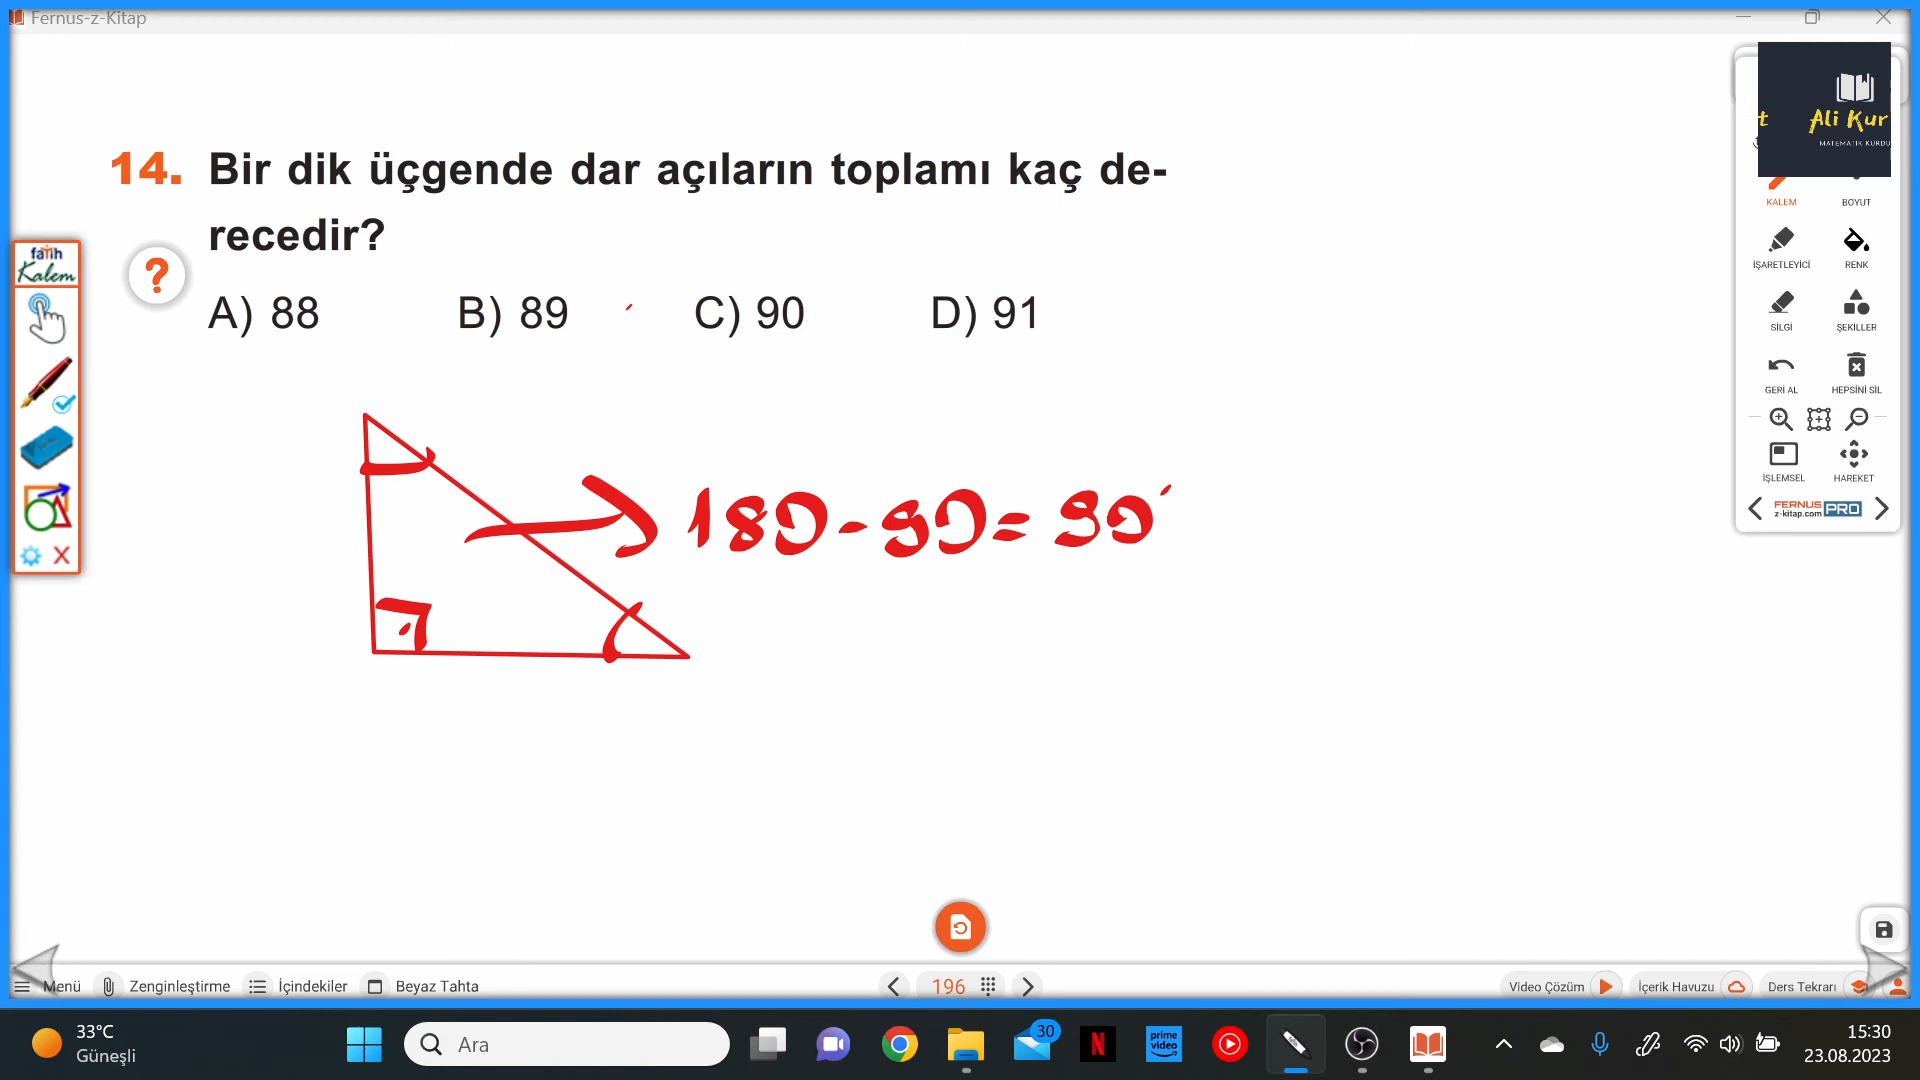 Fernus-z-Kitap
t Ali Kur
MATEMATİK KURDU
14. Bir dik üçgende dar açıların toplamı kaç de-
recedir?
A) 88 B) 89 C) 90 D) 91
180 - 90 = 90°
fatih
Kalem
KALEM BOYUT
İŞARETLEYİCİ RENK
SİLGİ ŞEKİLLER
GERİ AL HEPSİNİ SİL
İŞLEMSEL HAREKET
FERNUS
z-kitap.com PRO
Menü Zenginleştirme İçindekiler Beyaz Tahta 196 Video Çözüm İçerik Havuzu Ders Tekrarı
33°C
Güneşli
Ara
30
N
prime
video
15:30
23.08.2023